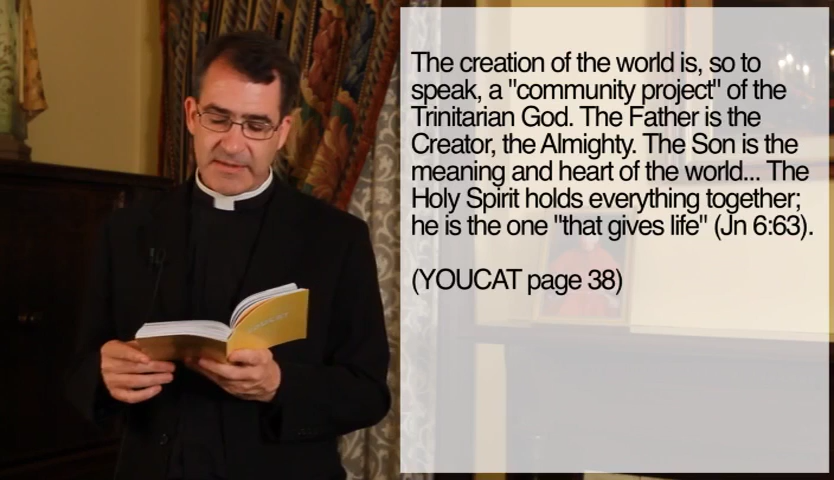 The creation of the world is, so to
speak, a "community project" of the
Trinitarian God. The Father is the
Creator, the Almighty. The Son is the
meaning and heart of the world... The
Holy Spirit holds everything together;
he is the one "that gives life" (Jn 6:63).
(YOUCAT page 38)